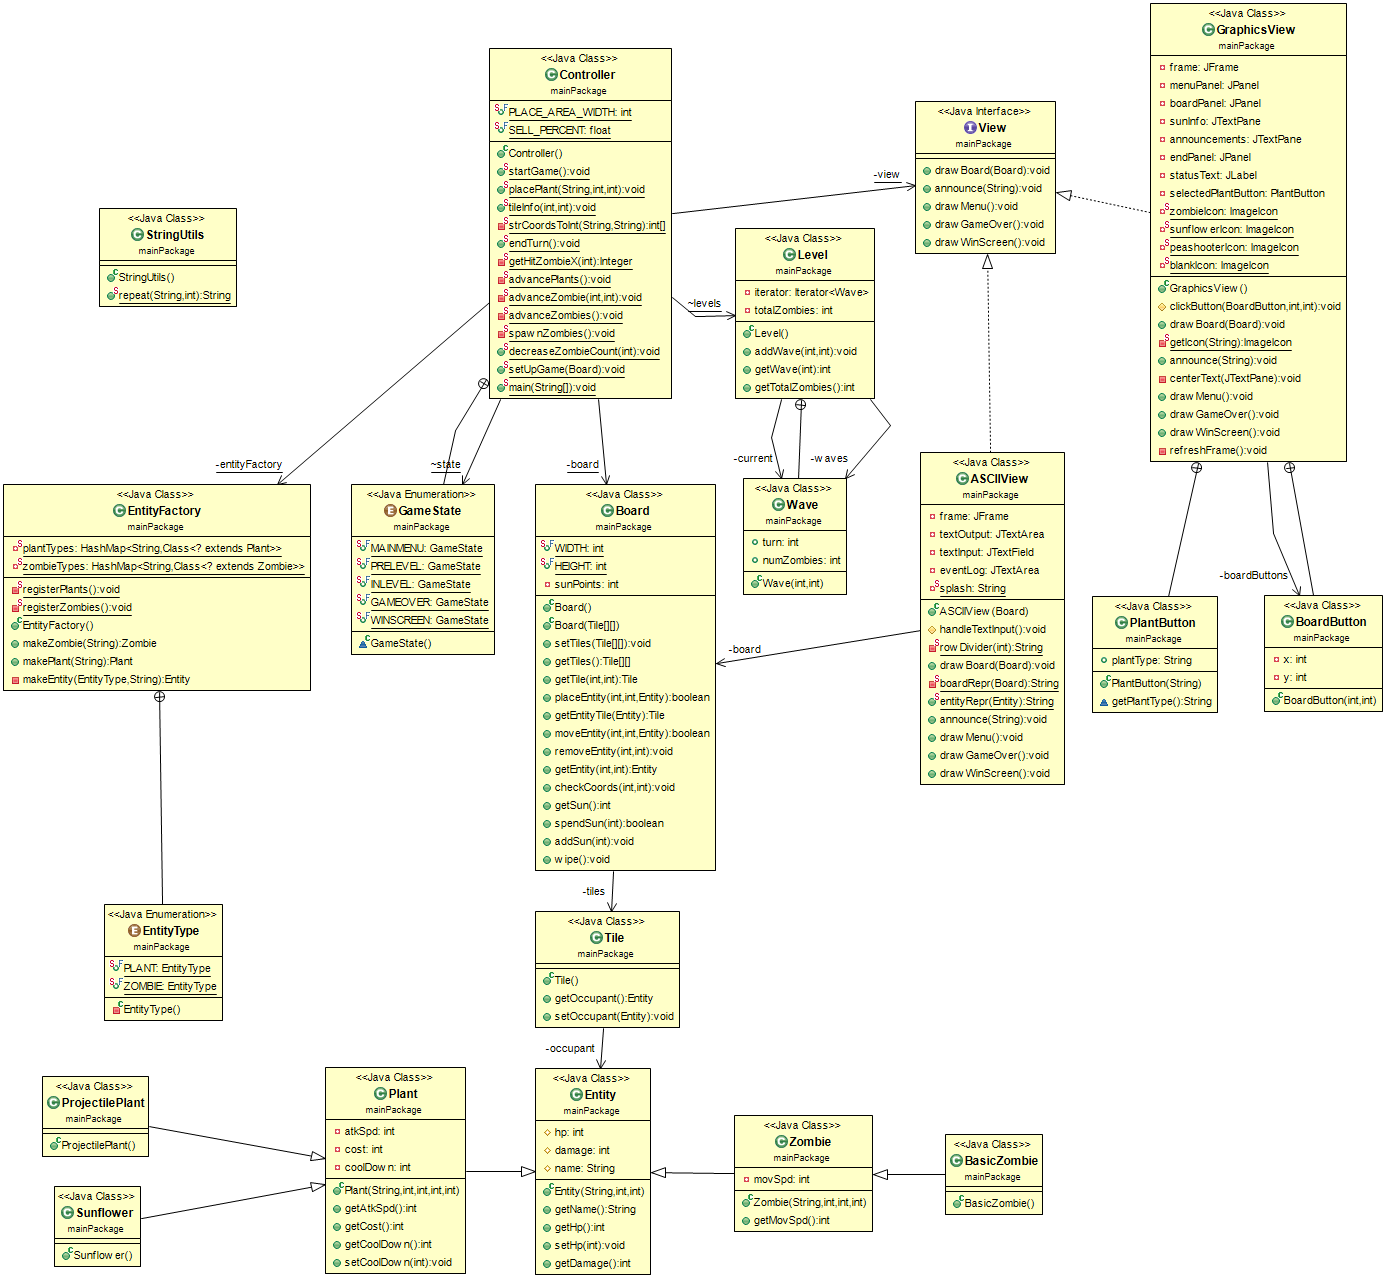 <<Java Class>>
GraphicsView
mainPackage
frame: JFrame
menuPanel: JPanel
boardPanel: JPanel
sunInfo: JTextPane
announcements: JTextPane
endPanel: JPanel
statusText: JLabel
selectedPlantButton: PlantButton
zombieIcon: ImageIcon
sunflowerIcon: ImageIcon
peashooterIcon: ImageIcon
blankIcon: ImageIcon
GraphicsView()
clickButton(BoardButton,int,int):void
drawBoard(Board):void
getIcon(String):ImageIcon
announce(String):void
centerText(JTextPane):void
drawMenu():void
drawGameOver():void
drawWinScreen():void
refreshFrame():void
<<Java Class>>
Controller
mainPackage
PLACE_AREA_WIDTH: int
SELL_PERCENT: float
Controller()
startGame():void
placePlant(String,int,int):void
tileInfo(int,int):void
strCoordsToInt(String,String):int[]
endTurn():void
getHitZombieX(int):Integer
advancePlants():void
advanceZombie(int,int):void
advanceZombies():void
spawnZombies():void
decreaseZombieCount(int):void
setUpGame(Board):void
main(String[]):void
<<Java Interface>>
View
mainPackage
drawBoard(Board):void
announce(String):void
drawMenu():void
drawGameOver():void
drawWinScreen():void
-view
<<Java Class>>
StringUtils
mainPackage
StringUtils()
repeat(String,int):String
<<Java Class>>
Level
mainPackage
iterator: Iterator<Wave>
totalZombies: int
Level()
addWave(int,int):void
getWave(int):int
getTotalZombies():int
~levels
-entityFactory
~state
-board
-current
-waves
<<Java Class>>
EntityFactory
mainPackage
plantTypes: HashMap<String,Class<? extends Plant>>
zombieTypes: HashMap<String,Class<? extends Zombie>>
registerPlants():void
registerZombies():void
EntityFactory()
makeZombie(String):Zombie
makePlant(String):Plant
makeEntity(EntityType,String):Entity
<<Java Enumeration>>
GameState
mainPackage
MAINMENU: GameState
PRELEVEL: GameState
INLEVEL: GameState
GAMEOVER: GameState
WINSCREEN: GameState
GameState()
<<Java Class>>
Board
mainPackage
WIDTH: int
HEIGHT: int
sunPoints: int
Board()
Board(Tile[][])
setTiles(Tile[][]):void
getTiles():Tile[][]
getTile(int,int):Tile
placeEntity(int,int,Entity):boolean
getEntityTile(Entity):Tile
moveEntity(int,int,Entity):boolean
removeEntity(int,int):void
getEntity(int,int):Entity
checkCoords(int,int):void
getSun():int
spendSun(int):boolean
addSun(int):void
wipe():void
<<Java Class>>
Wave
mainPackage
turn: int
numZombies: int
Wave(int,int)
<<Java Class>>
ASCIIView
mainPackage
frame: JFrame
textOutput: JTextArea
textInput: JTextField
eventLog: JTextArea
splash: String
ASCIIView(Board)
handleTextInput():void
rowDivider(int):String
drawBoard(Board):void
boardRepr(Board):String
entityRepr(Entity):String
announce(String):void
drawMenu():void
drawGameOver():void
drawWinScreen():void
-board
-boardButtons
<<Java Class>>
PlantButton
mainPackage
plantType: String
PlantButton(String)
getPlantType():String
<<Java Class>>
BoardButton
mainPackage
x: int
y: int
BoardButton(int,int)
-tiles
<<Java Enumeration>>
EntityType
mainPackage
PLANT: EntityType
ZOMBIE: EntityType
EntityType()
<<Java Class>>
Tile
mainPackage
Tile()
getOccupant():Entity
setOccupant(Entity):void
-occupant
<<Java Class>>
ProjectilePlant
mainPackage
ProjectilePlant()
<<Java Class>>
Sunflower
mainPackage
Sunflower()
<<Java Class>>
Plant
mainPackage
atkSpd: int
cost: int
coolDown: int
Plant(String,int,int,int,int)
getAtkSpd():int
getCost():int
getCoolDown():int
setCoolDown(int):void
<<Java Class>>
Entity
mainPackage
hp: int
damage: int
name: String
Entity(String,int,int)
getName():String
getHp():int
setHp(int):void
getDamage():int
<<Java Class>>
Zombie
mainPackage
movSpd: int
Zombie(String,int,int,int)
getMovSpd():int
<<Java Class>>
BasicZombie
mainPackage
BasicZombie()